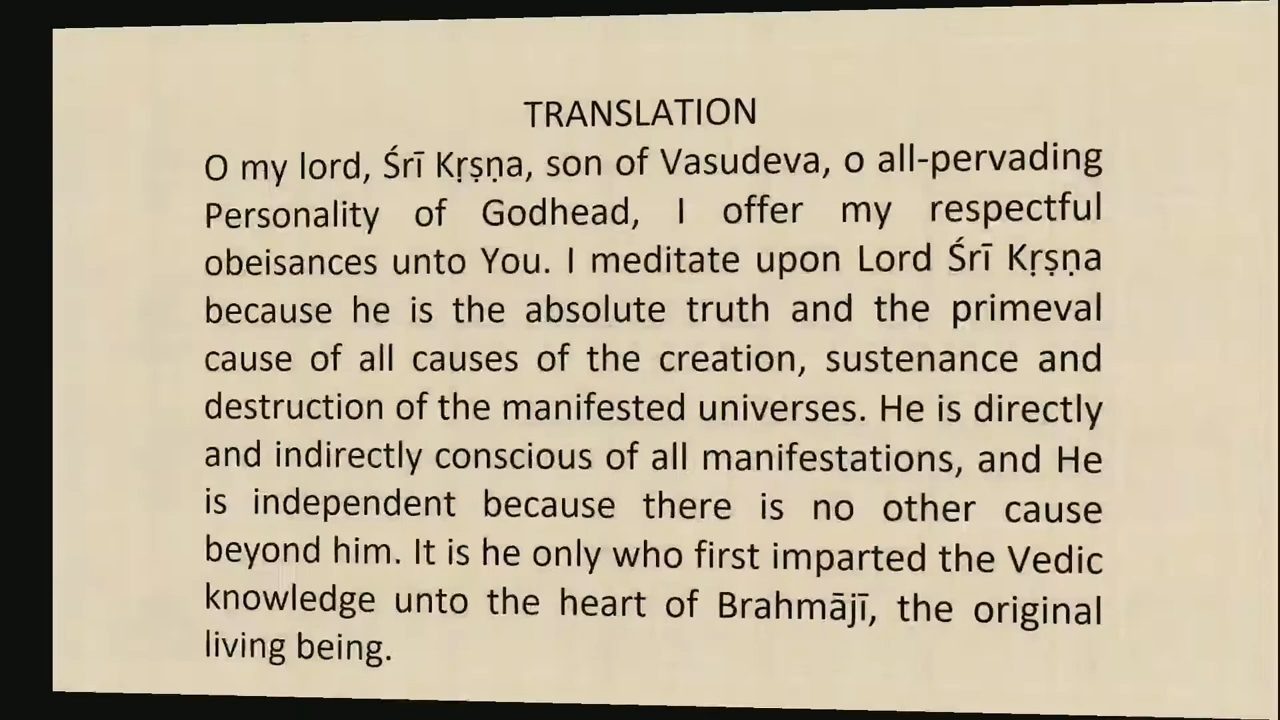 TRANSLATION
O my lord, Śrī Kṛṣṇa, son of Vasudeva, o all-pervading
Personality of Godhead, I offer my respectful
obeisances unto You. I meditate upon Lord Śrī Kṛṣṇa
because he is the absolute truth and the primeval
cause of all causes of the creation, sustenance and
destruction of the manifested universes. He is directly
and indirectly conscious of all manifestations, and He
is independent because there is no other cause
beyond him. It is he only who first imparted the Vedic
knowledge unto the heart of Brahmājī, the original
living being.